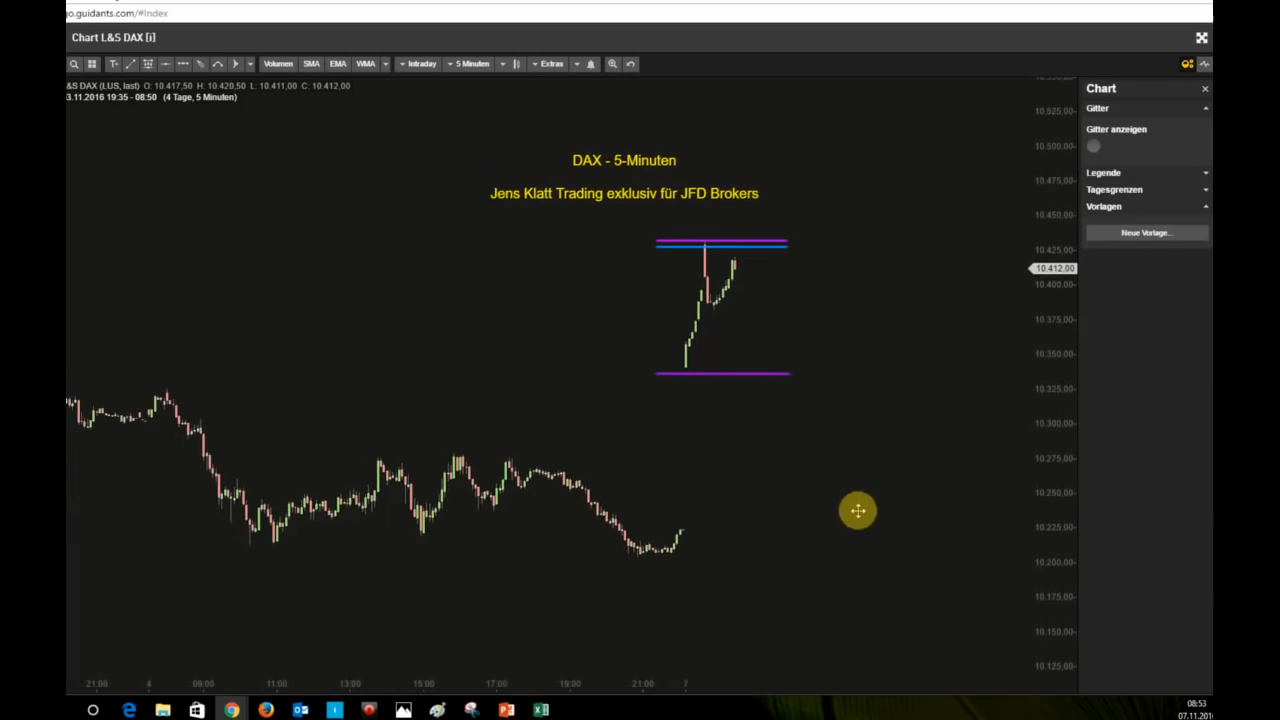 go.guidants.com/#Index
Chart L&S DAX [i]
T+ Volumen SMA EMA WMA Intraday 5 Minuten Extras
&S DAX (LUS, last) O: 10.417,50 H: 10.420,50 L: 10.411,00 C: 10.412,00
3.11.2016 19:35 - 08:50 (4 Tage, 5 Minuten)
DAX - 5-Minuten
Jens Klatt Trading exklusiv für JFD Brokers
10.525,00
10.500,00
10.475,00
10.450,00
10.425,00
10.412,00
10.400,00
10.375,00
10.350,00
10.325,00
10.300,00
10.275,00
10.250,00
10.225,00
10.200,00
10.175,00
10.150,00
10.125,00
21:00 4 09:00 11:00 13:00 15:00 17:00 19:00 21:00 7
Chart
Gitter
Gitter anzeigen
Legende
Tagesgrenzen
Vorlagen
Neue Vorlage...
08:53
07.11.201